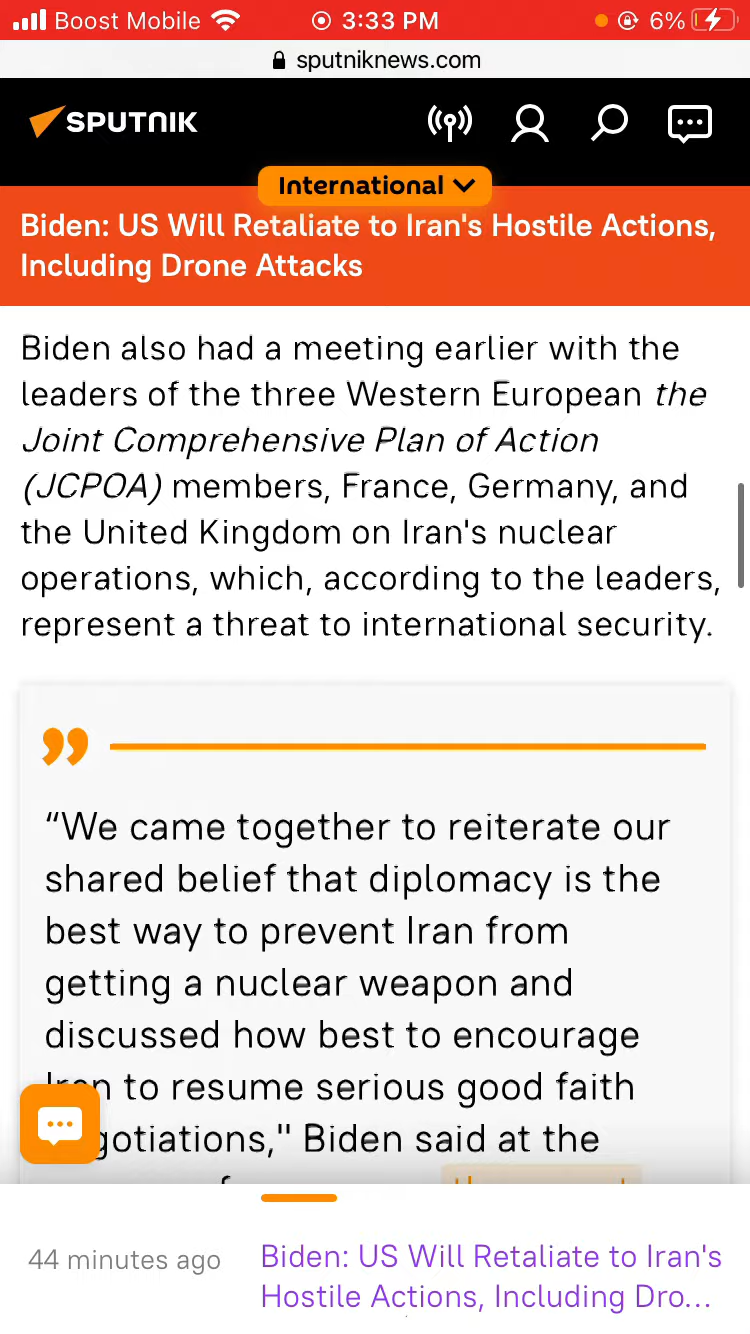 Boost Mobile 3:33 PM 6%
sputniknews.com
SPUTNIK
International
Biden: US Will Retaliate to Iran's Hostile Actions,
Including Drone Attacks
Biden also had a meeting earlier with the
leaders of the three Western European the
Joint Comprehensive Plan of Action
(JCPOA) members, France, Germany, and
the United Kingdom on Iran's nuclear
operations, which, according to the leaders,
represent a threat to international security.
“We came together to reiterate our
shared belief that diplomacy is the
best way to prevent Iran from
getting a nuclear weapon and
discussed how best to encourage
Iran to resume serious good faith
gotiations," Biden said at the
44 minutes ago
Biden: US Will Retaliate to Iran's
Hostile Actions, Including Dro...